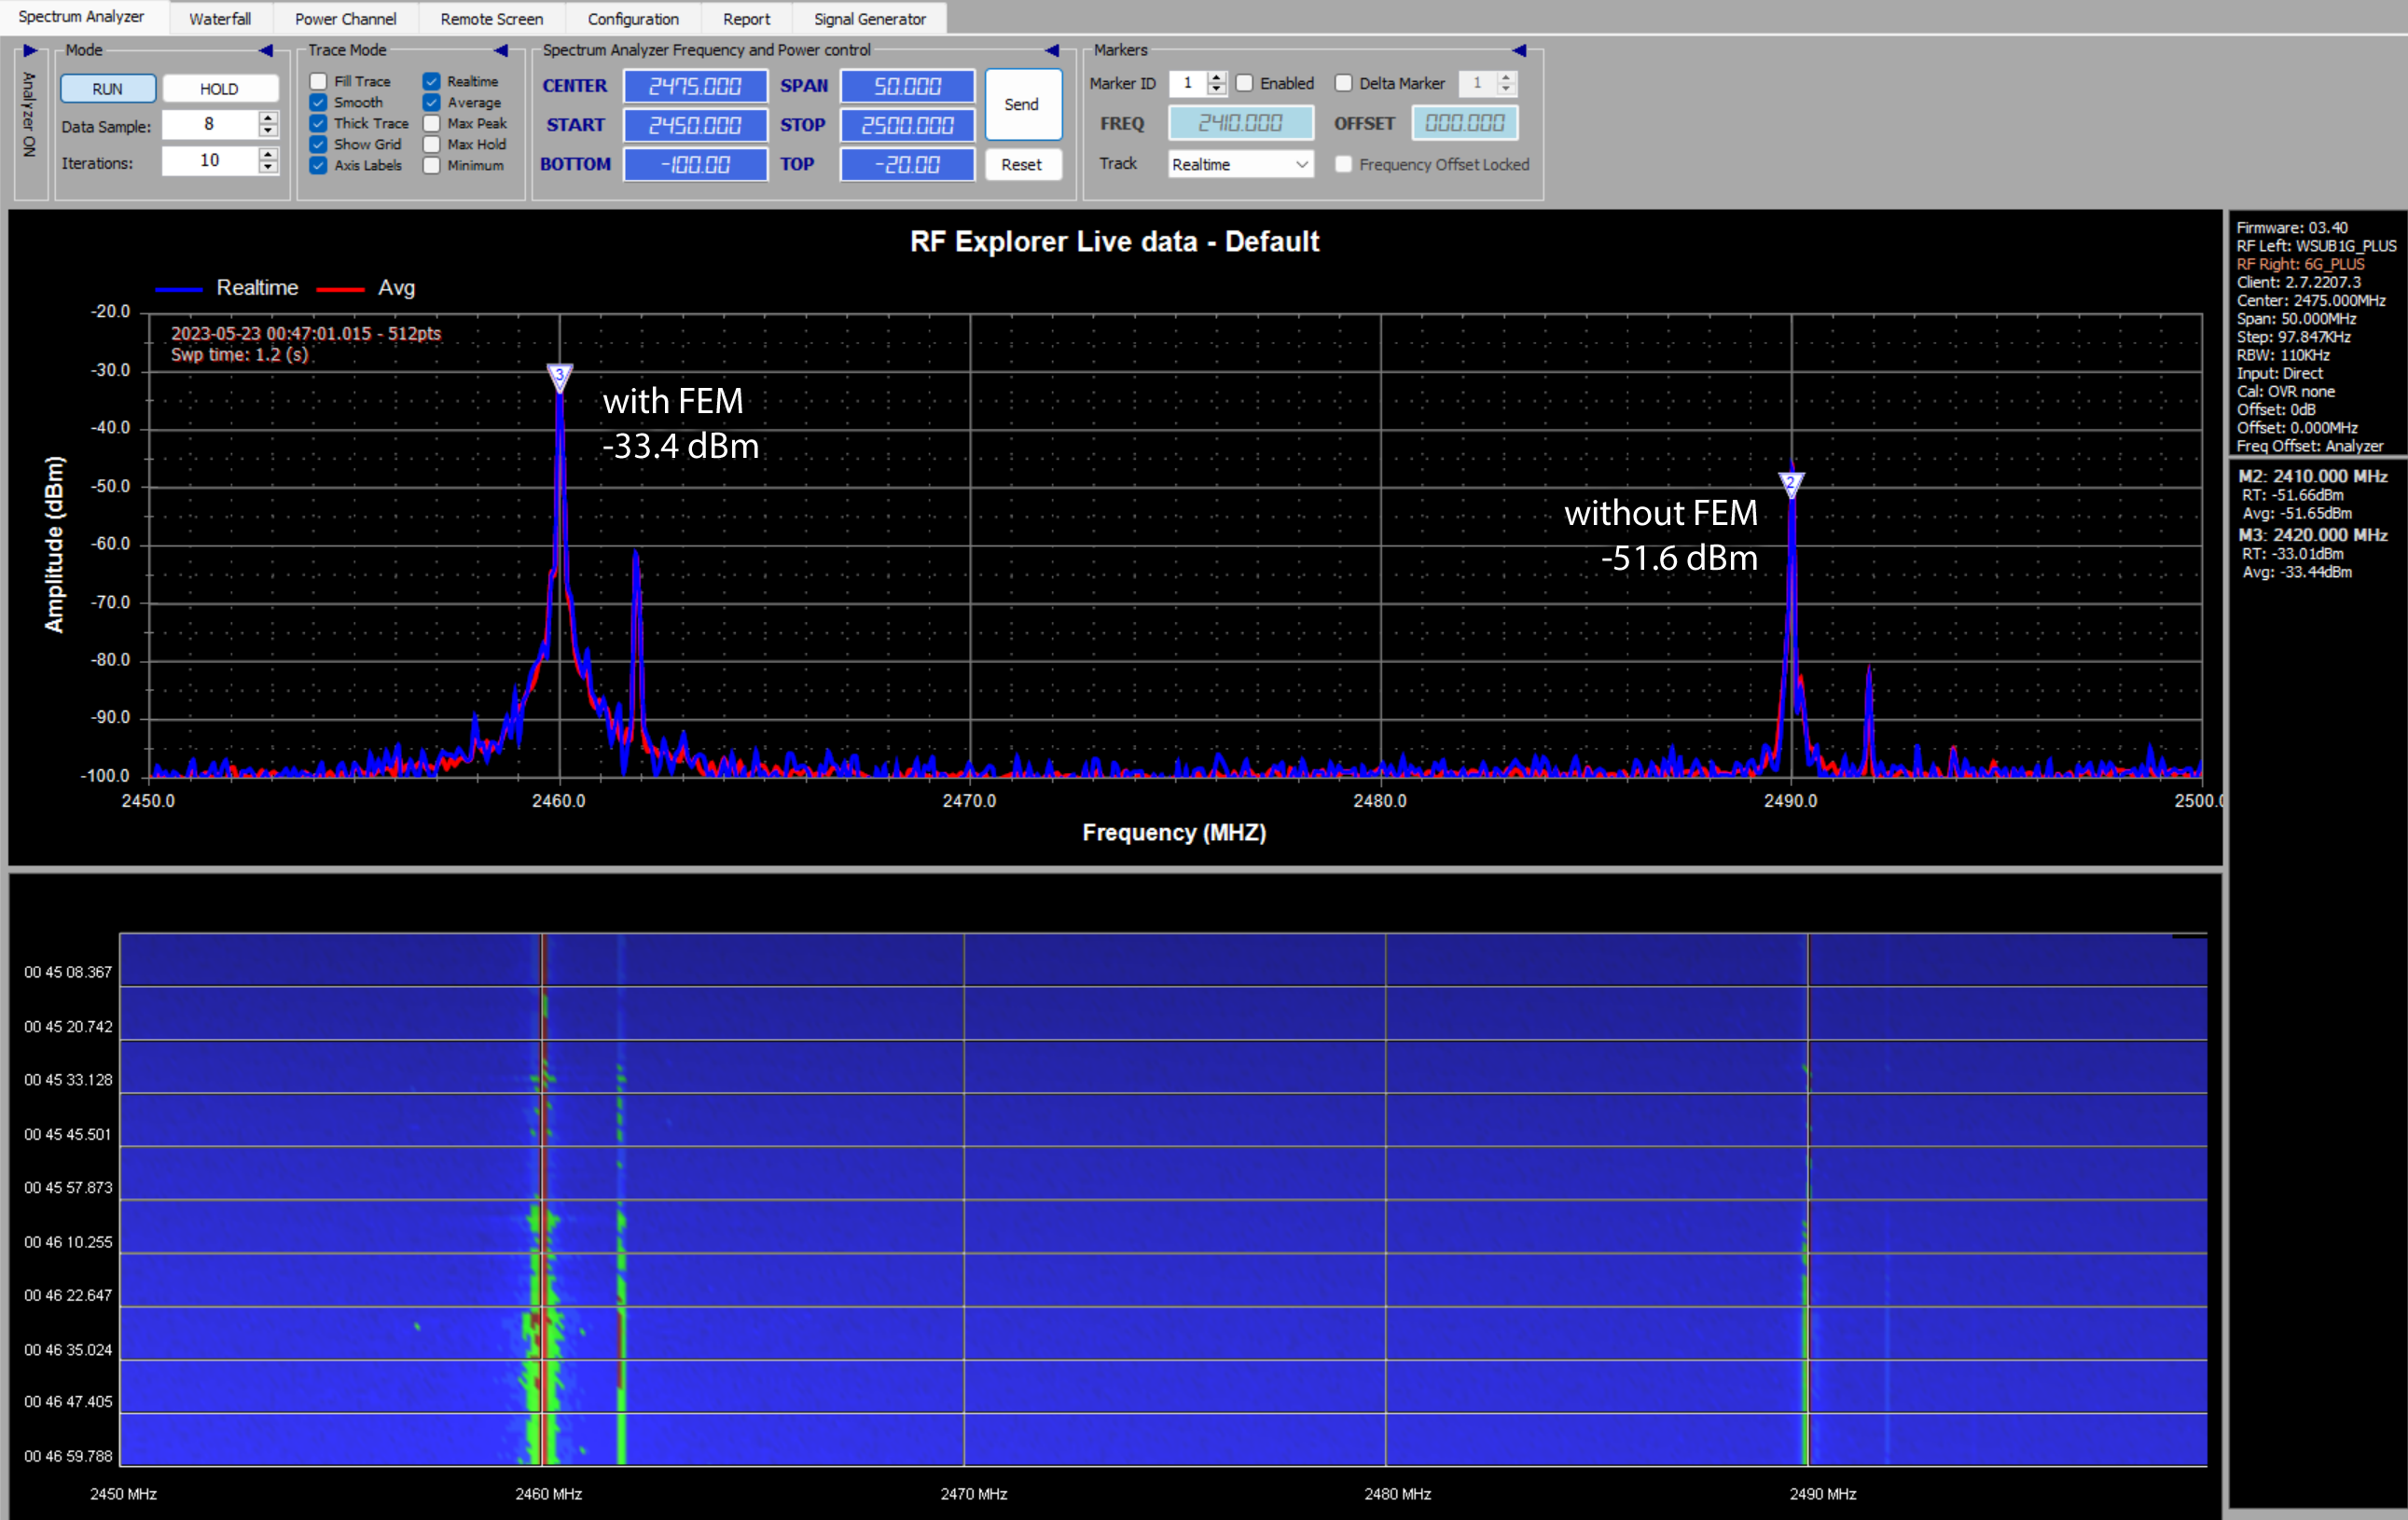 Spectrum Analyzer
Waterfall
Power Channel
Remote Screen
Configuration
Report
Signal Generator
Analyzer ON
Mode
RUN
HOLD
Data Sample:
8
Iterations:
10
Trace Mode
Fill Trace
Realtime
Smooth
Average
Thick Trace
Max Peak
Show Grid
Max Hold
Axis Labels
Minimum
Spectrum Analyzer Frequency and Power control
CENTER
2475.000
SPAN
50.000
START
2450.000
STOP
2500.000
BOTTOM
-100.00
TOP
-20.00
Send
Reset
Markers
Marker ID
1
Enabled
Delta Marker
1
FREQ
2410.000
OFFSET
000.000
Track
Realtime
Frequency Offset Locked
RF Explorer Live data - Default
Realtime
Avg
2023-05-23 00:47:01.015 - 512pts
Swp time: 1.2 (s)
-20.0
-30.0
-40.0
-50.0
-60.0
-70.0
-80.0
-90.0
-100.0
Amplitude (dBm)
3
with FEM
-33.4 dBm
2
without FEM
-51.6 dBm
2450.0
2460.0
2470.0
2480.0
2490.0
2500.0
Frequency (MHZ)
Firmware: 03.40
RF Left: WSUB1G_PLUS
RF Right: 6G_PLUS
Client: 2.7.2207.3
Center: 2475.000MHz
Span: 50.000MHz
Step: 97.847KHz
RBW: 110KHz
Input: Direct
Cal: OVR none
Offset: 0dB
Offset: 0.000MHz
Freq Offset: Analyzer
M2: 2410.000 MHz
RT: -51.66dBm
Avg: -51.65dBm
M3: 2420.000 MHz
RT: -33.01dBm
Avg: -33.44dBm
00 45 08.367
00 45 20.742
00 45 33.128
00 45 45.501
00 45 57.873
00 46 10.255
00 46 22.647
00 46 35.024
00 46 47.405
00 46 59.788
2450 MHz
2460 MHz
2470 MHz
2480 MHz
2490 MHz